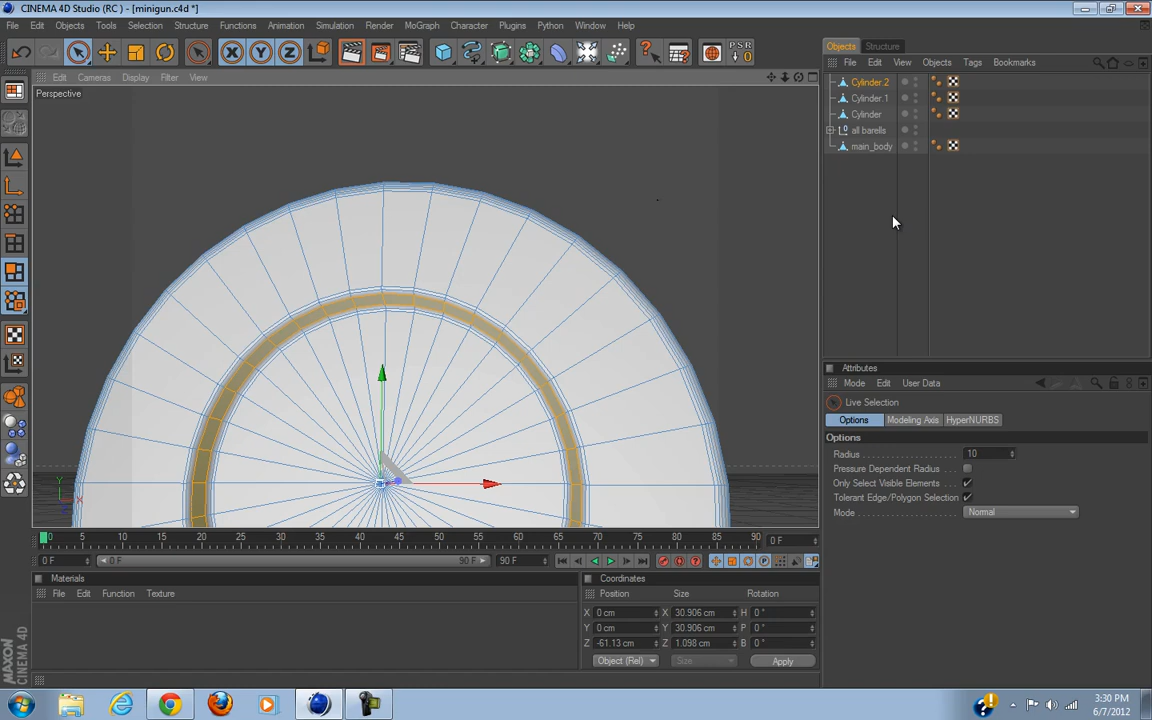 CINEMA 4D Studio (RC ) - [minigun.c4d *]
File Edit Objects Tools Selection Structure Functions Animation Simulation Render MoGraph Character Plugins Python Window Help
X Y Z PSR 0
Edit Cameras Display Filter View
Perspective
Objects Structure
File Edit View Objects Tags Bookmarks
Cylinder.2
Cylinder.1
Cylinder
all barells
main_body
Attributes
Mode Edit User Data
Live Selection
Options Modeling Axis HyperNURBS
Options
Radius 10
Pressure Dependent Radius
Only Select Visible Elements
Tolerant Edge/Polygon Selection
Mode Normal
Y X Z
0 5 10 15 20 25 30 35 40 45 50 55 60 65 70 75 80 85 90 0 F
0 F 0 F 90 F 90 F
Materials
File Edit Function Texture
Coordinates
Position Size Rotation
X 0 cm X 30.906 cm H 0 °
Y 0 cm Y 30.906 cm P 0 °
Z -61.13 cm Z 1.098 cm B 0 °
Object (Rel) Size Apply
MAXON
CINEMA 4D
3:30 PM
6/7/2012